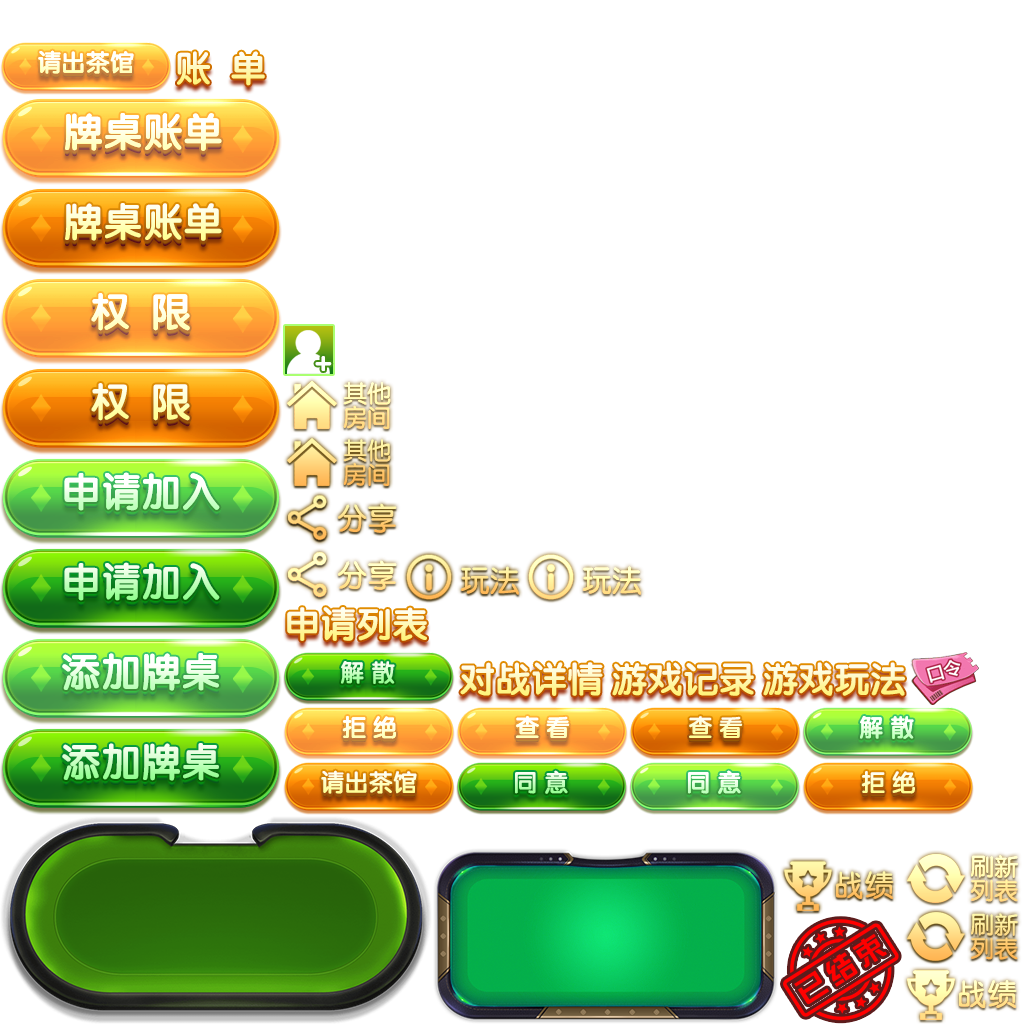 请出茶馆
账 单
牌桌账单
牌桌账单
权 限
权 限
其他
房间
其他
房间
申请加入
分享
申请加入
分享
玩法
玩法
申请列表
添加牌桌
解 散
对战详情
游戏记录
游戏玩法
口令
拒 绝
查 看
查 看
解 散
添加牌桌
请出茶馆
同 意
同 意
拒 绝
战绩
刷新
列表
刷新
列表
已结束
战绩